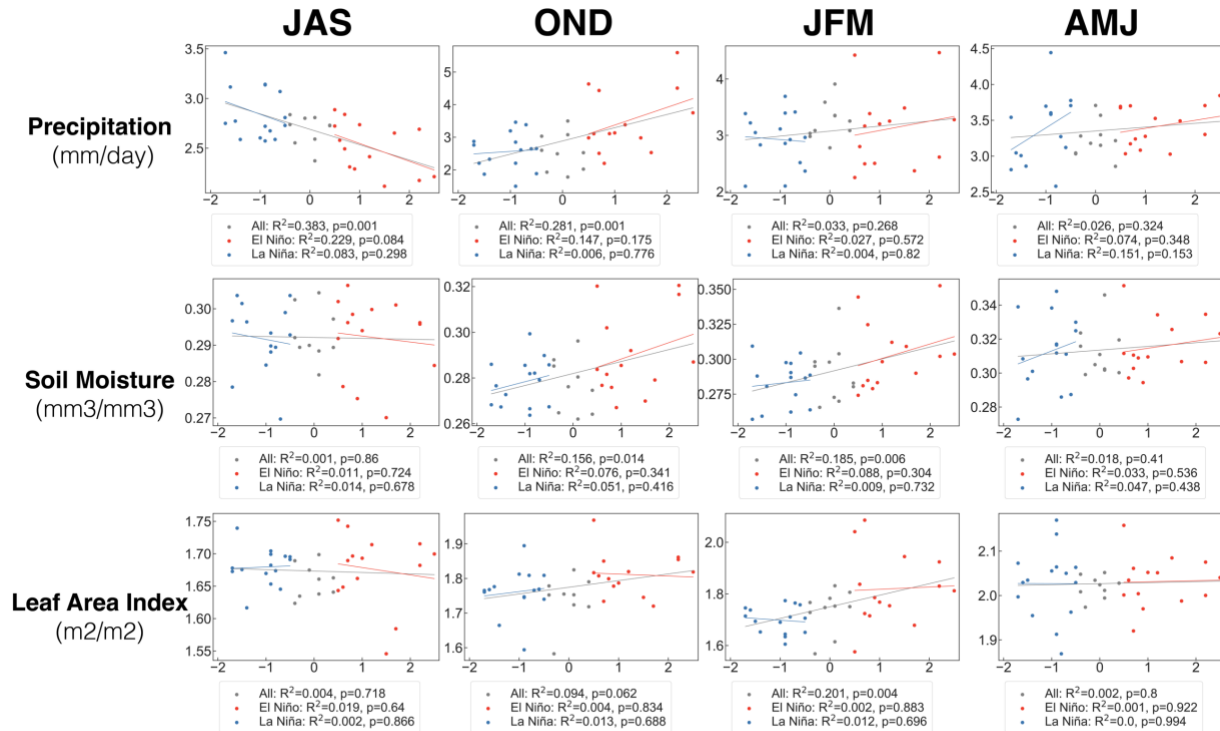 JAS OND JFM AMJ
Precipitation
(mm/day)
3.5
3.0
2.5
−2 −1 0 1 2
All: R²=0.383, p=0.001
El Niño: R²=0.229, p=0.084
La Niña: R²=0.083, p=0.298
4
2
−2 0 2
All: R²=0.281, p=0.001
El Niño: R²=0.147, p=0.175
La Niña: R²=0.006, p=0.776
4
3
2
−2 −1 0 1 2
All: R²=0.033, p=0.268
El Niño: R²=0.027, p=0.572
La Niña: R²=0.004, p=0.82
4.5
4.0
3.5
3.0
2.5
−2 −1 0 1 2
All: R²=0.026, p=0.324
El Niño: R²=0.074, p=0.348
La Niña: R²=0.151, p=0.153
Soil Moisture
(mm3/mm3)
0.30
0.29
0.28
0.27
−2 −1 0 1 2
All: R²=0.001, p=0.86
El Niño: R²=0.011, p=0.724
La Niña: R²=0.014, p=0.678
0.32
0.30
0.28
0.26
−2 −1 0 1 2
All: R²=0.156, p=0.014
El Niño: R²=0.076, p=0.341
La Niña: R²=0.051, p=0.416
0.350
0.325
0.300
0.275
−2 −1 0 1 2
All: R²=0.185, p=0.006
El Niño: R²=0.088, p=0.304
La Niña: R²=0.009, p=0.732
0.34
0.32
0.30
0.28
−2 −1 0 1 2
All: R²=0.018, p=0.41
El Niño: R²=0.033, p=0.536
La Niña: R²=0.047, p=0.438
Leaf Area Index
(m2/m2)
1.75
1.70
1.65
1.60
1.55
−2 −1 0 1 2
All: R²=0.004, p=0.718
El Niño: R²=0.019, p=0.64
La Niña: R²=0.002, p=0.866
1.9
1.8
1.7
1.6
−2 −1 0 1 2
All: R²=0.094, p=0.062
El Niño: R²=0.004, p=0.834
La Niña: R²=0.013, p=0.688
2.0
1.8
1.6
−2 −1 0 1 2
All: R²=0.201, p=0.004
El Niño: R²=0.002, p=0.883
La Niña: R²=0.012, p=0.696
2.1
2.0
1.9
−2 −1 0 1 2
All: R²=0.002, p=0.8
El Niño: R²=0.001, p=0.922
La Niña: R²=0.0, p=0.994